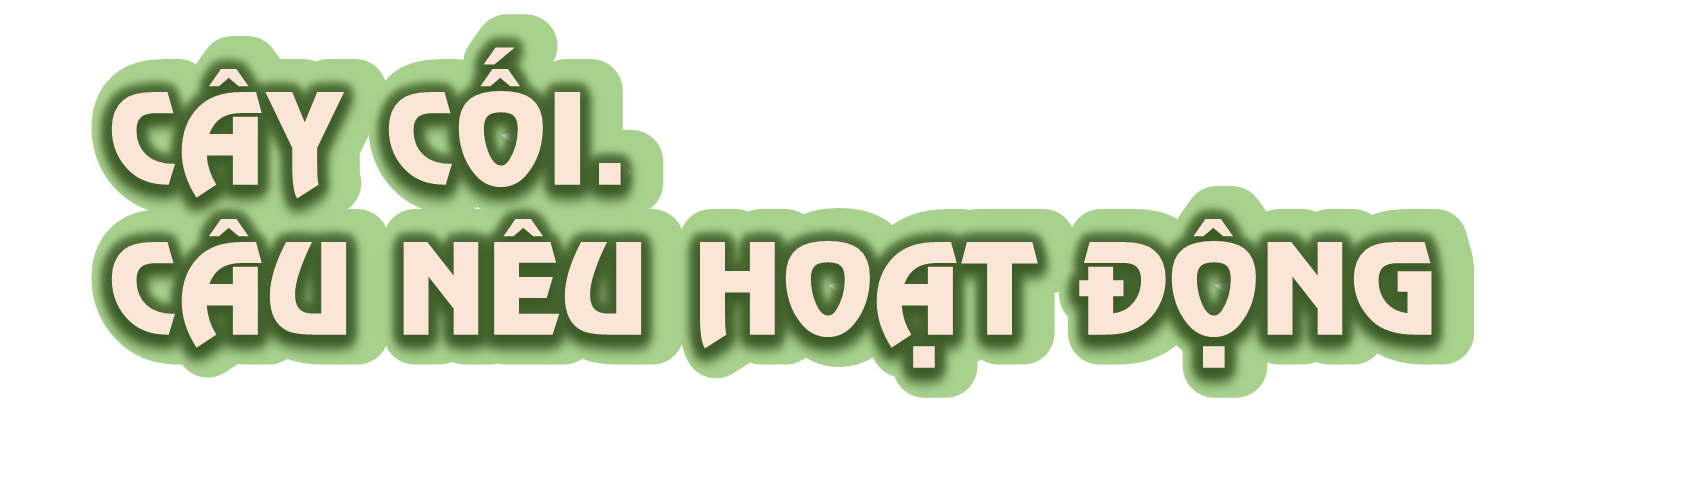 CÂY CỐI.
CÂU NÊU HOẠT ĐỘNG